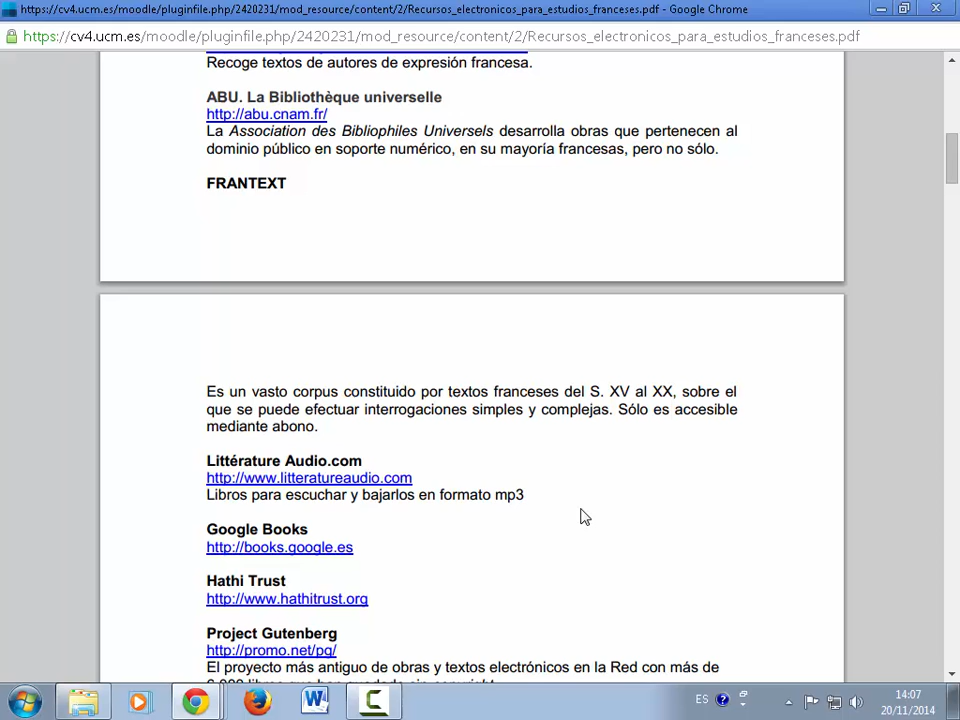 https://cv4.ucm.es/moodle/pluginfile.php/2420231/mod_resource/content/2/Recursos_electronicos_para_estudios_franceses.pdf - Google Chrome
https://cv4.ucm.es/moodle/pluginfile.php/2420231/mod_resource/content/2/Recursos_electronicos_para_estudios_franceses.pdf
Recoge textos de autores de expresión francesa.
ABU. La Bibliothèque universelle
http://abu.cnam.fr/
La Association des Bibliophiles Universels desarrolla obras que pertenecen al
dominio público en soporte numérico, en su mayoría francesas, pero no sólo.
FRANTEXT
Es un vasto corpus constituido por textos franceses del S. XV al XX, sobre el
que se puede efectuar interrogaciones simples y complejas. Sólo es accesible
mediante abono.
Littérature Audio.com
http://www.litteratureaudio.com
Libros para escuchar y bajarlos en formato mp3
Google Books
http://books.google.es
Hathi Trust
http://www.hathitrust.org
Project Gutenberg
http://promo.net/pg/
El proyecto más antiguo de obras y textos electrónicos en la Red con más de
ES
14:07
20/11/2014